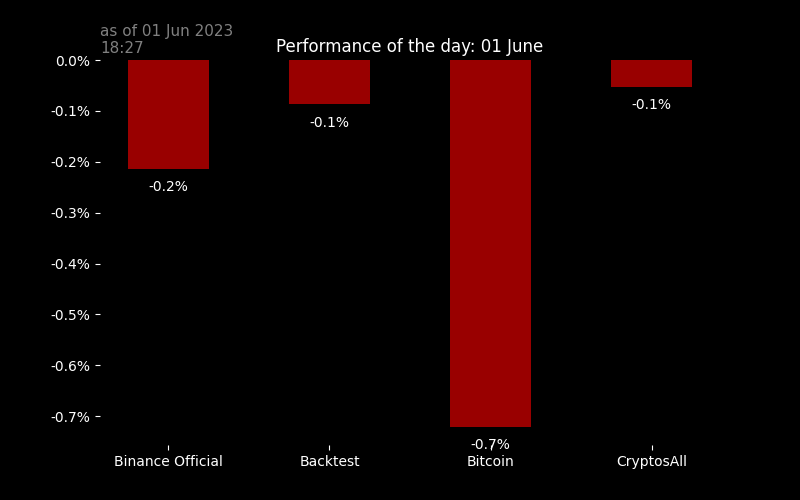 as of 01 Jun 2023
18:27
Performance of the day: 01 June
0.0%
-0.1%
-0.2%
-0.3%
-0.4%
-0.5%
-0.6%
-0.7%
-0.2%
-0.1%
-0.7%
-0.1%
Binance Official
Backtest
Bitcoin
CryptosAll